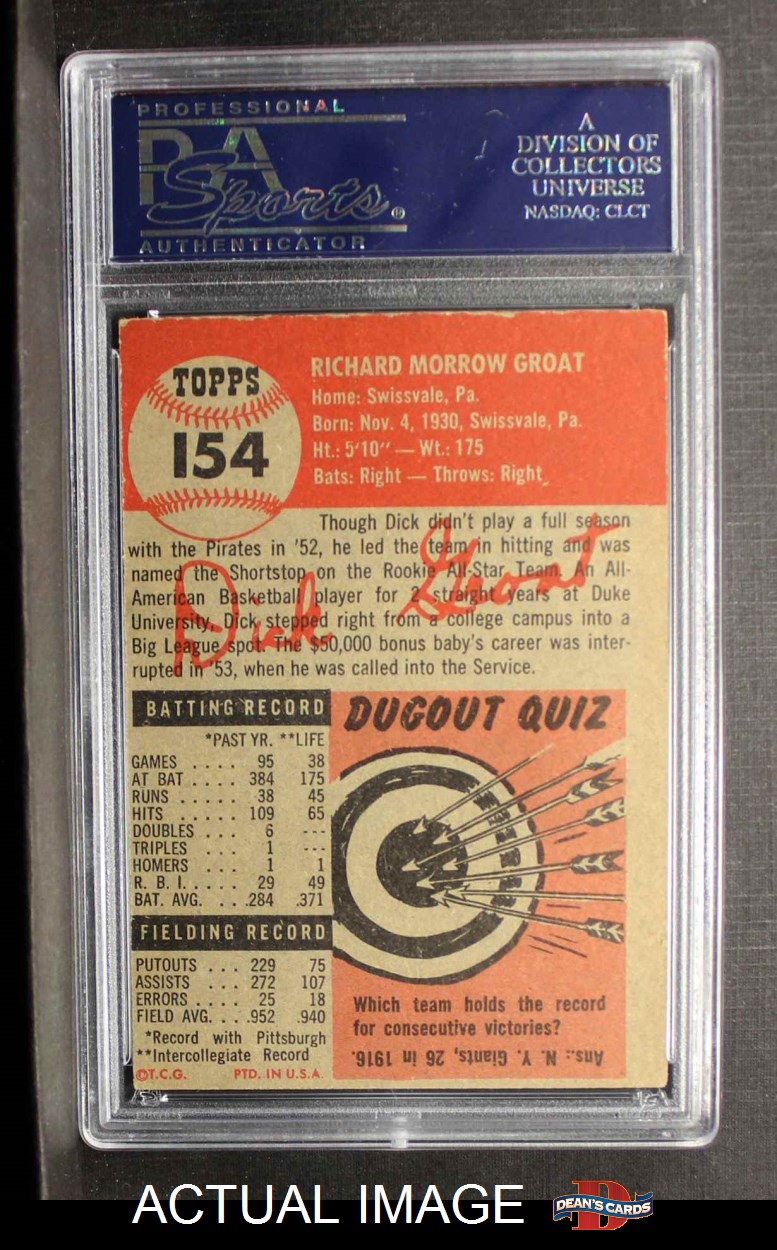 PROFESSIONAL
PSA
Sports®
AUTHENTICATOR
A
DIVISION OF
COLLECTORS
UNIVERSE
NASDAQ: CLCT
TOPPS
154
RICHARD MORROW GROAT
Home: Swissvale, Pa.
Born: Nov. 4, 1930, Swissvale, Pa.
Ht.: 5'10" — Wt.: 175
Bats: Right — Throws: Right
Though Dick didn't play a full season
with the Pirates in '52, he led the team in hitting and was
named the Shortstop on the Rookie All-Star Team. An All-
American Basketball player for 2 straight years at Duke
University, Dick stepped right from a college campus into a
Big League spot. The $50,000 bonus baby's career was inter-
rupted in '53, when he was called into the Service.
Dick Groat
BATTING RECORD
*PAST YR. **LIFE
GAMES .... 95 38
AT BAT .... 384 175
RUNS ..... 38 45
HITS ..... 109 65
DOUBLES ... 6 ---
TRIPLES ... 1 ---
HOMERS ... 1 1
R. B. I. .... 29 49
BAT. AVG. ... .284 .371
FIELDING RECORD
PUTOUTS ... 229 75
ASSISTS ... 272 107
ERRORS .... 25 18
FIELD AVG. ... .952 .940
*Record with Pittsburgh
**Intercollegiate Record
©T.C.G. PTD. IN U.S.A.
DUGOUT QUIZ
Which team holds the record
for consecutive victories?
Ans.: N. Y. Giants, 26 in 1916.
ACTUAL IMAGE
DEAN'S CARDS